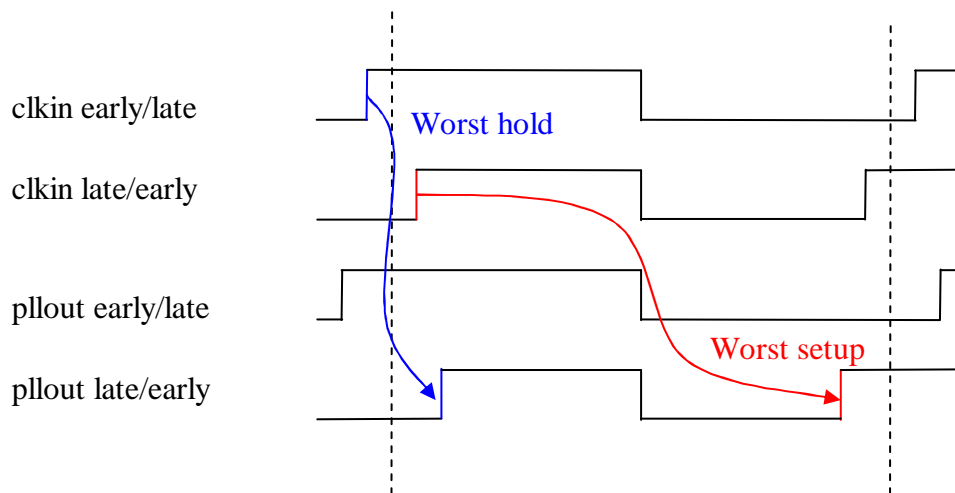 clkin early/late
Worst hold
clkin late/early
pllout early/late
Worst setup
pllout late/early